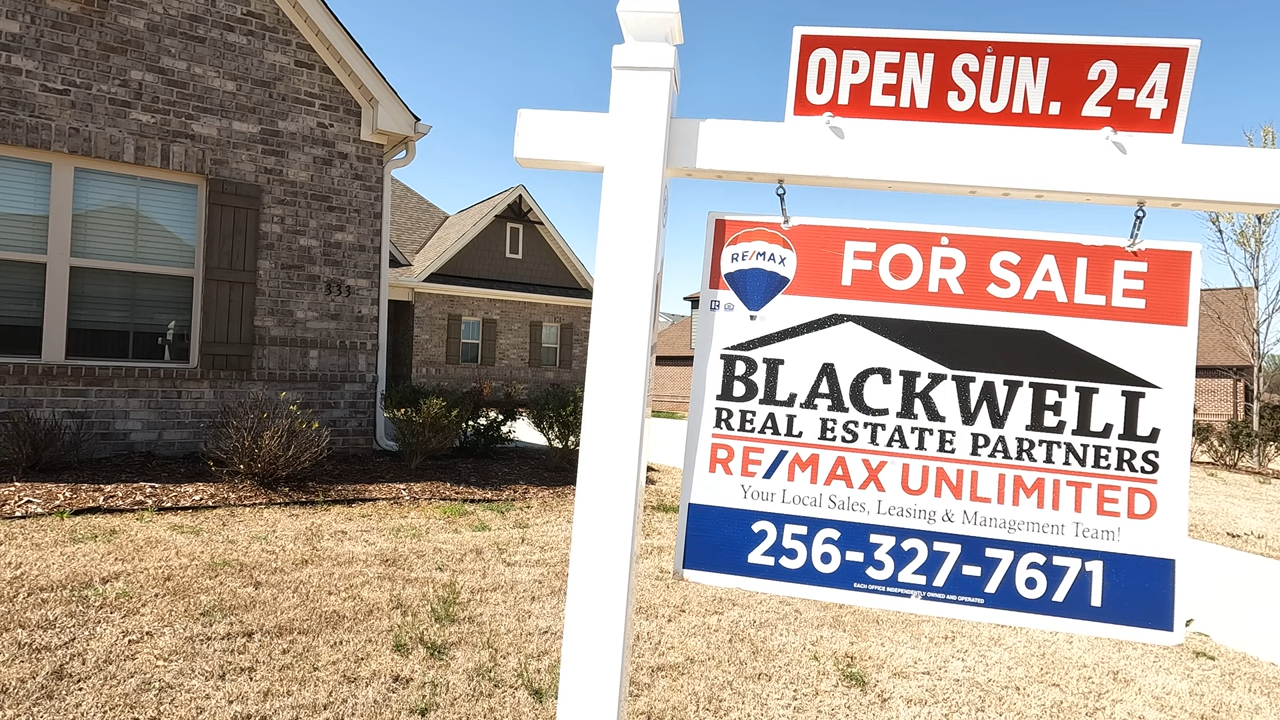 OPEN SUN. 2-4
RE/MAX
FOR SALE
333
BLACKWELL
REAL ESTATE PARTNERS
RE/MAX UNLIMITED
Your Local Sales, Leasing & Management Team!
256-327-7671
EACH OFFICE INDEPENDENTLY OWNED AND OPERATED